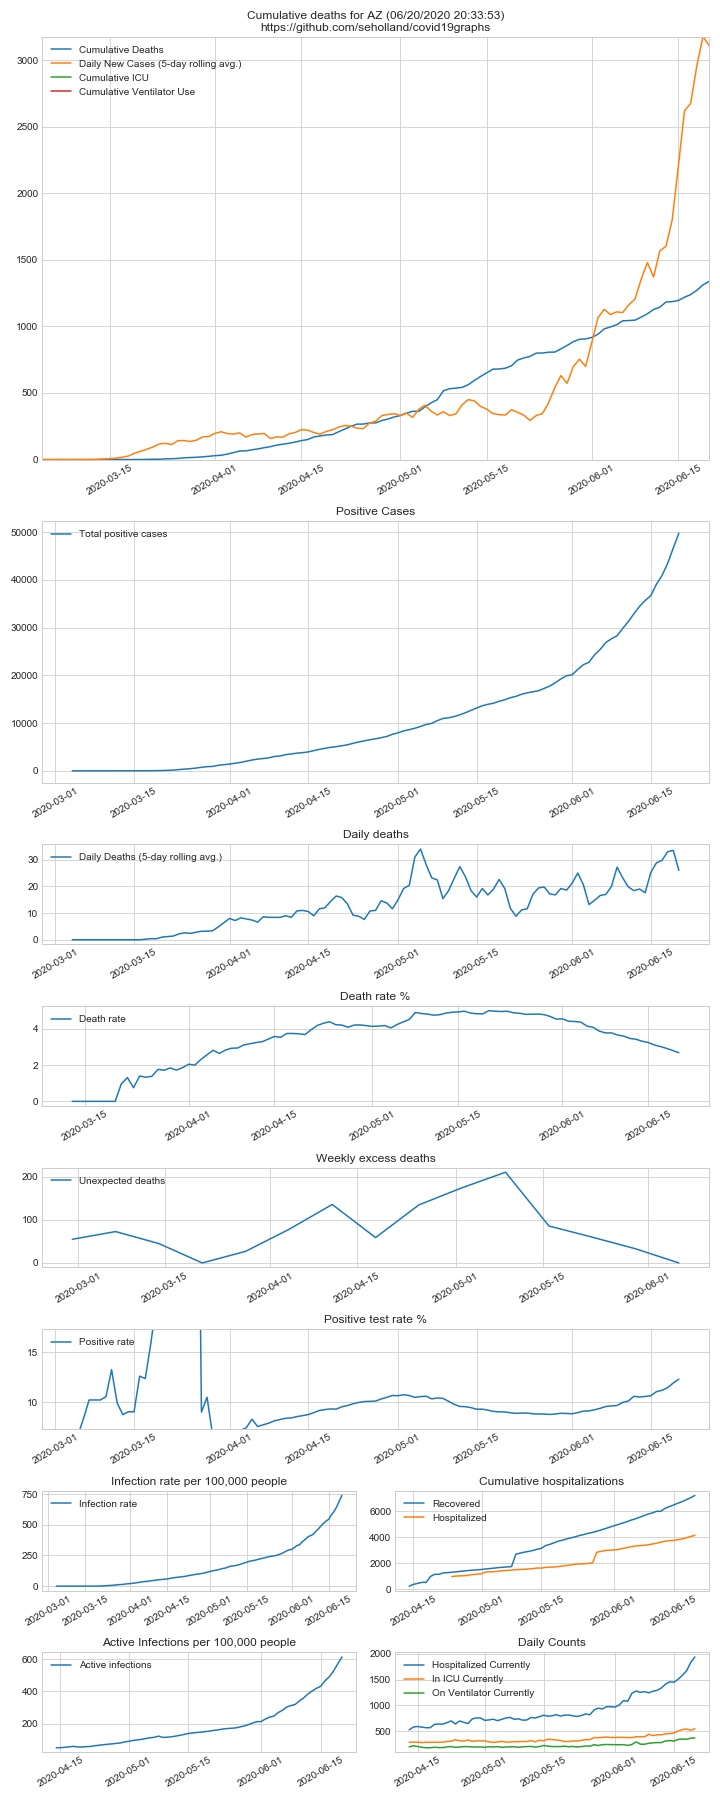 Cumulative deaths for AZ (06/20/2020 20:33:53)
https://github.com/seholland/covid19graphs
Cumulative Deaths
Daily New Cases (5-day rolling avg.)
Cumulative ICU
Cumulative Ventilator Use
3000
2500
2000
1500
1000
500
0
2020-03-15 2020-04-01 2020-04-15 2020-05-01 2020-05-15 2020-06-01 2020-06-15
Positive Cases
Total positive cases
50000
40000
30000
20000
10000
0
2020-03-01 2020-03-15 2020-04-01 2020-04-15 2020-05-01 2020-05-15 2020-06-01 2020-06-15
Daily deaths
Daily Deaths (5-day rolling avg.)
30
20
10
0
2020-03-01 2020-03-15 2020-04-01 2020-04-15 2020-05-01 2020-05-15 2020-06-01 2020-06-15
Death rate %
Death rate
4
2
0
2020-03-15 2020-04-01 2020-04-15 2020-05-01 2020-05-15 2020-06-01 2020-06-15
Weekly excess deaths
Unexpected deaths
200
100
0
2020-03-01 2020-03-15 2020-04-01 2020-04-15 2020-05-01 2020-05-15 2020-06-01
Positive test rate %
Positive rate
15
10
2020-03-01 2020-03-15 2020-04-01 2020-04-15 2020-05-01 2020-05-15 2020-06-01 2020-06-15
Infection rate per 100,000 people
Infection rate
750
500
250
0
2020-03-01 2020-03-15 2020-04-01 2020-04-15 2020-05-01 2020-05-15 2020-06-01 2020-06-15
Cumulative hospitalizations
Recovered
Hospitalized
6000
4000
2000
0
2020-04-15 2020-05-01 2020-05-15 2020-06-01 2020-06-15
Active Infections per 100,000 people
Active infections
600
400
200
2020-04-15 2020-05-01 2020-05-15 2020-06-01 2020-06-15
Daily Counts
Hospitalized Currently
In ICU Currently
On Ventilator Currently
2000
1500
1000
500
2020-04-15 2020-05-01 2020-05-15 2020-06-01 2020-06-15